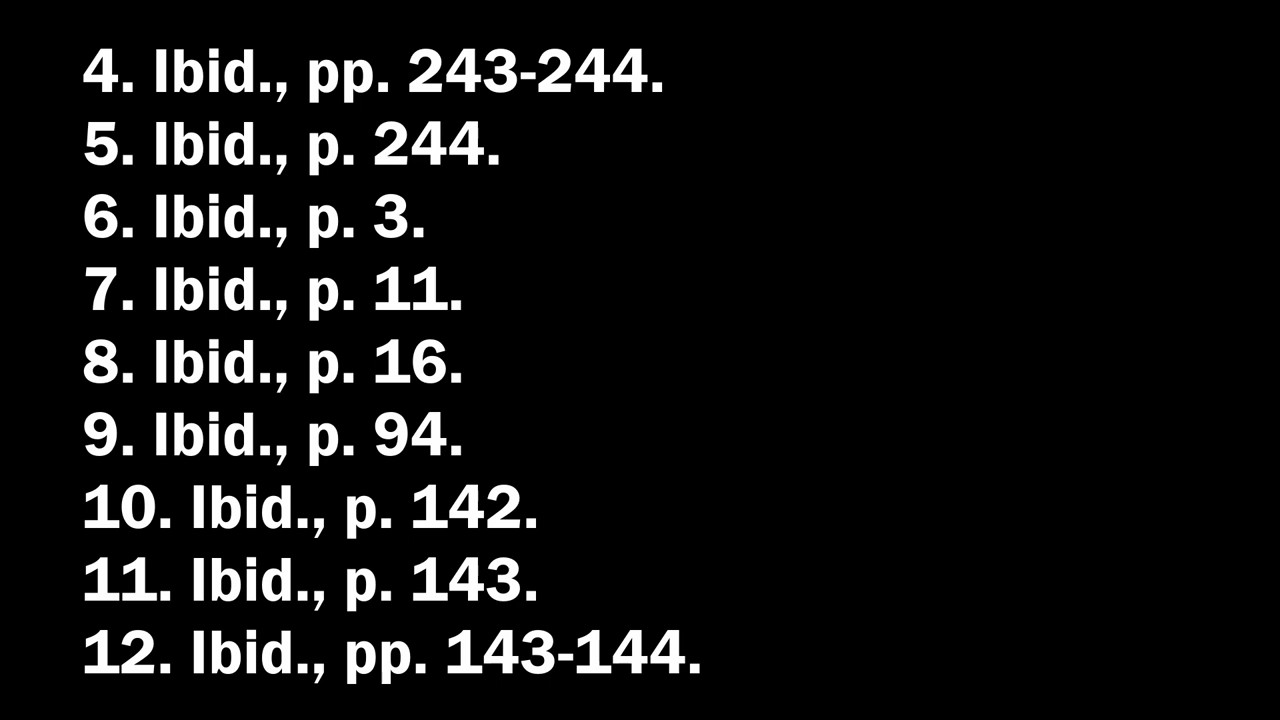 4. Ibid., pp. 243-244.
5. Ibid., p. 244.
6. Ibid., p. 3.
7. Ibid., p. 11.
8. Ibid., p. 16.
9. Ibid., p. 94.
10. Ibid., p. 142.
11. Ibid., p. 143.
12. Ibid., pp. 143-144.